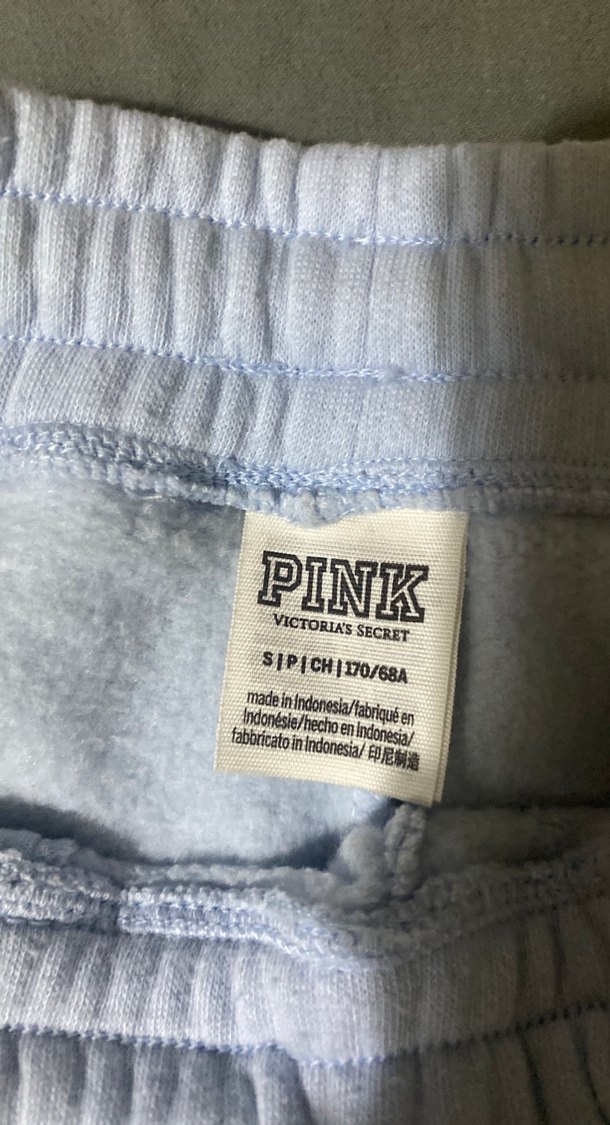 PINK
VICTORIA'S SECRET
S|P|CH|170/68A
made in Indonesia/fabriqué en
Indonésie/hecho en Indonesia/
fabbricato in Indonesia/ 印尼制造